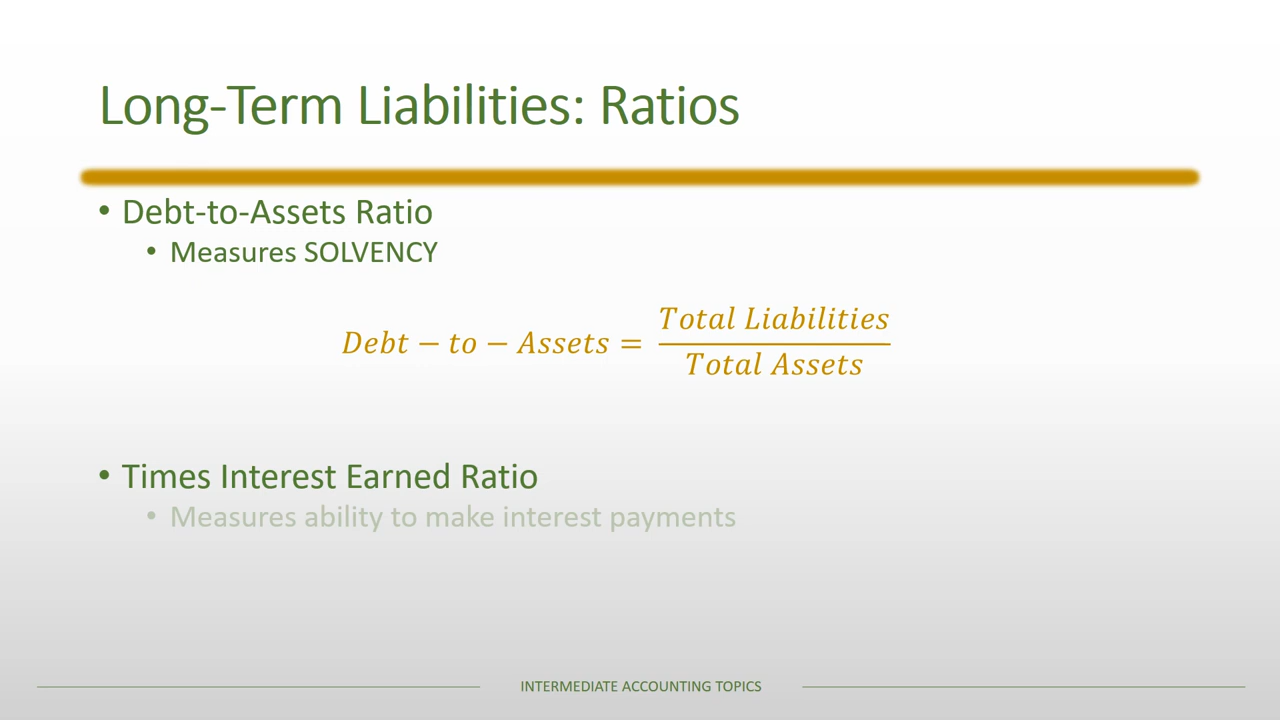 Long-Term Liabilities: Ratios
• Debt-to-Assets Ratio
• Measures SOLVENCY
Debt − to − Assets = Total Liabilities / Total Assets
• Times Interest Earned Ratio
• Measures ability to make interest payments
INTERMEDIATE ACCOUNTING TOPICS